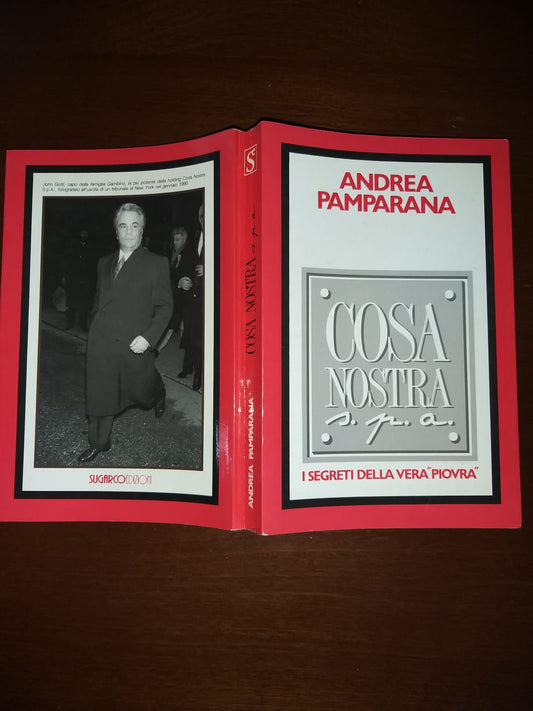 John Gotti, capo della famiglia Gambino, la più potente della holding Cosa Nostra
S.p.A., fotografato all'uscita di un tribunale di New York nel gennaio 1990.
SUGARCOEDIZIONI
S
COSA NOSTRA s.p.a.
ANDREA PAMPARANA
ANDREA
PAMPARANA
COSA
NOSTRA
s.p.a.
I SEGRETI DELLA VERA "PIOVRA"